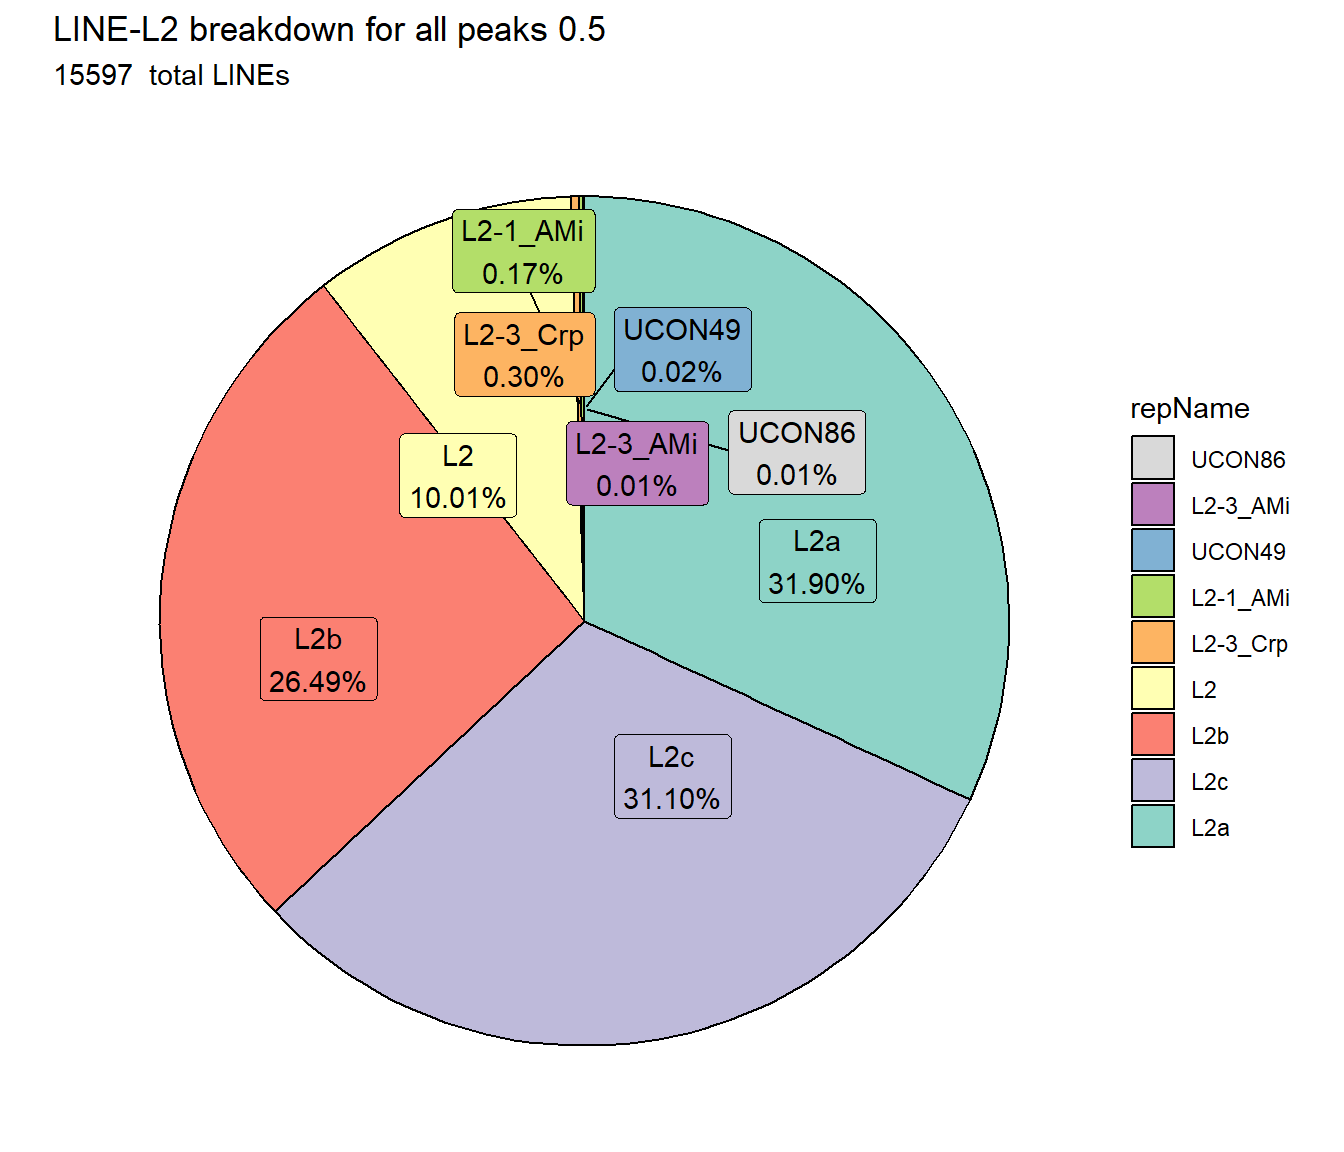 LINE-L2 breakdown for all peaks 0.5
15597  total LINEs
L2-1_AMi
0.17%
L2-3_Crp
0.30%
UCON49
0.02%
UCON86
0.01%
L2-3_AMi
0.01%
L2
10.01%
L2a
31.90%
L2b
26.49%
L2c
31.10%
repName
UCON86
L2-3_AMi
UCON49
L2-1_AMi
L2-3_Crp
L2
L2b
L2c
L2a